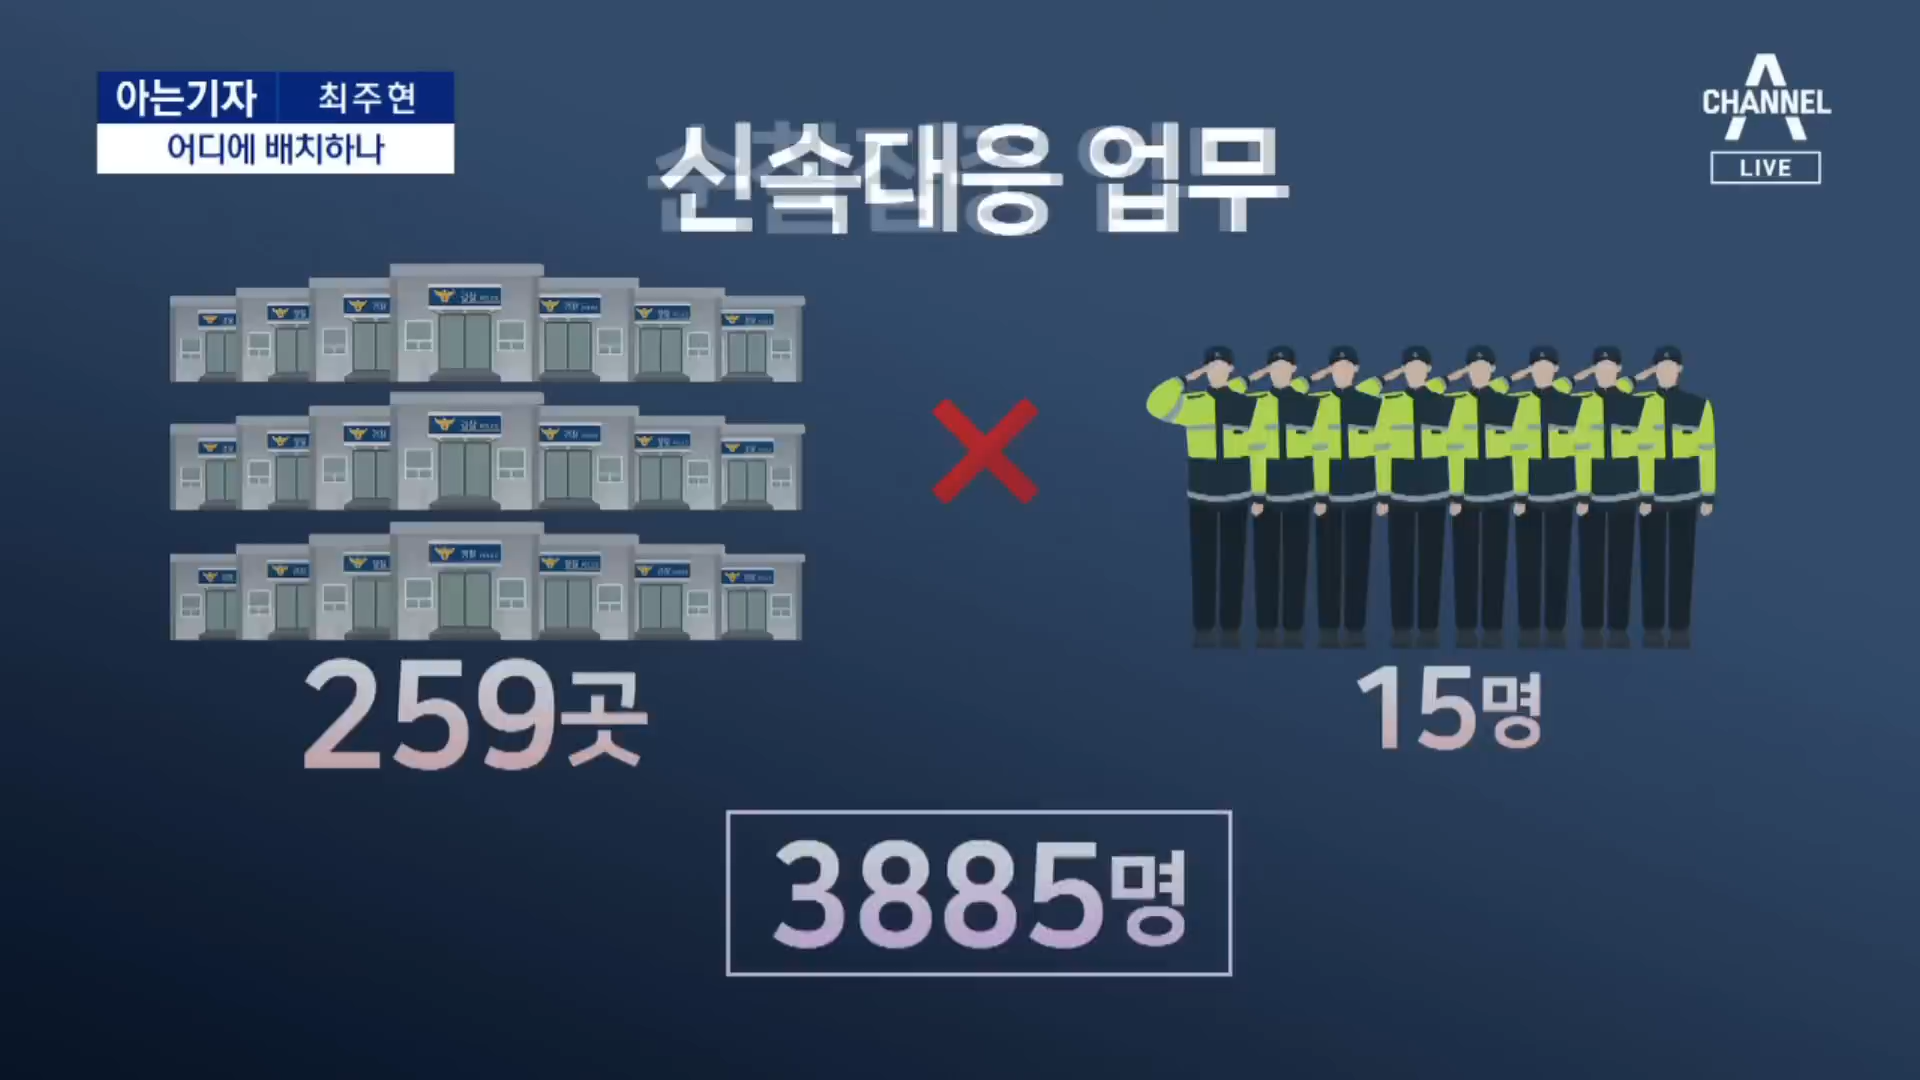 아는기자 최주현
어디에 배치하나
CHANNEL A
LIVE
신속대응 업무
259곳
15명
3885명